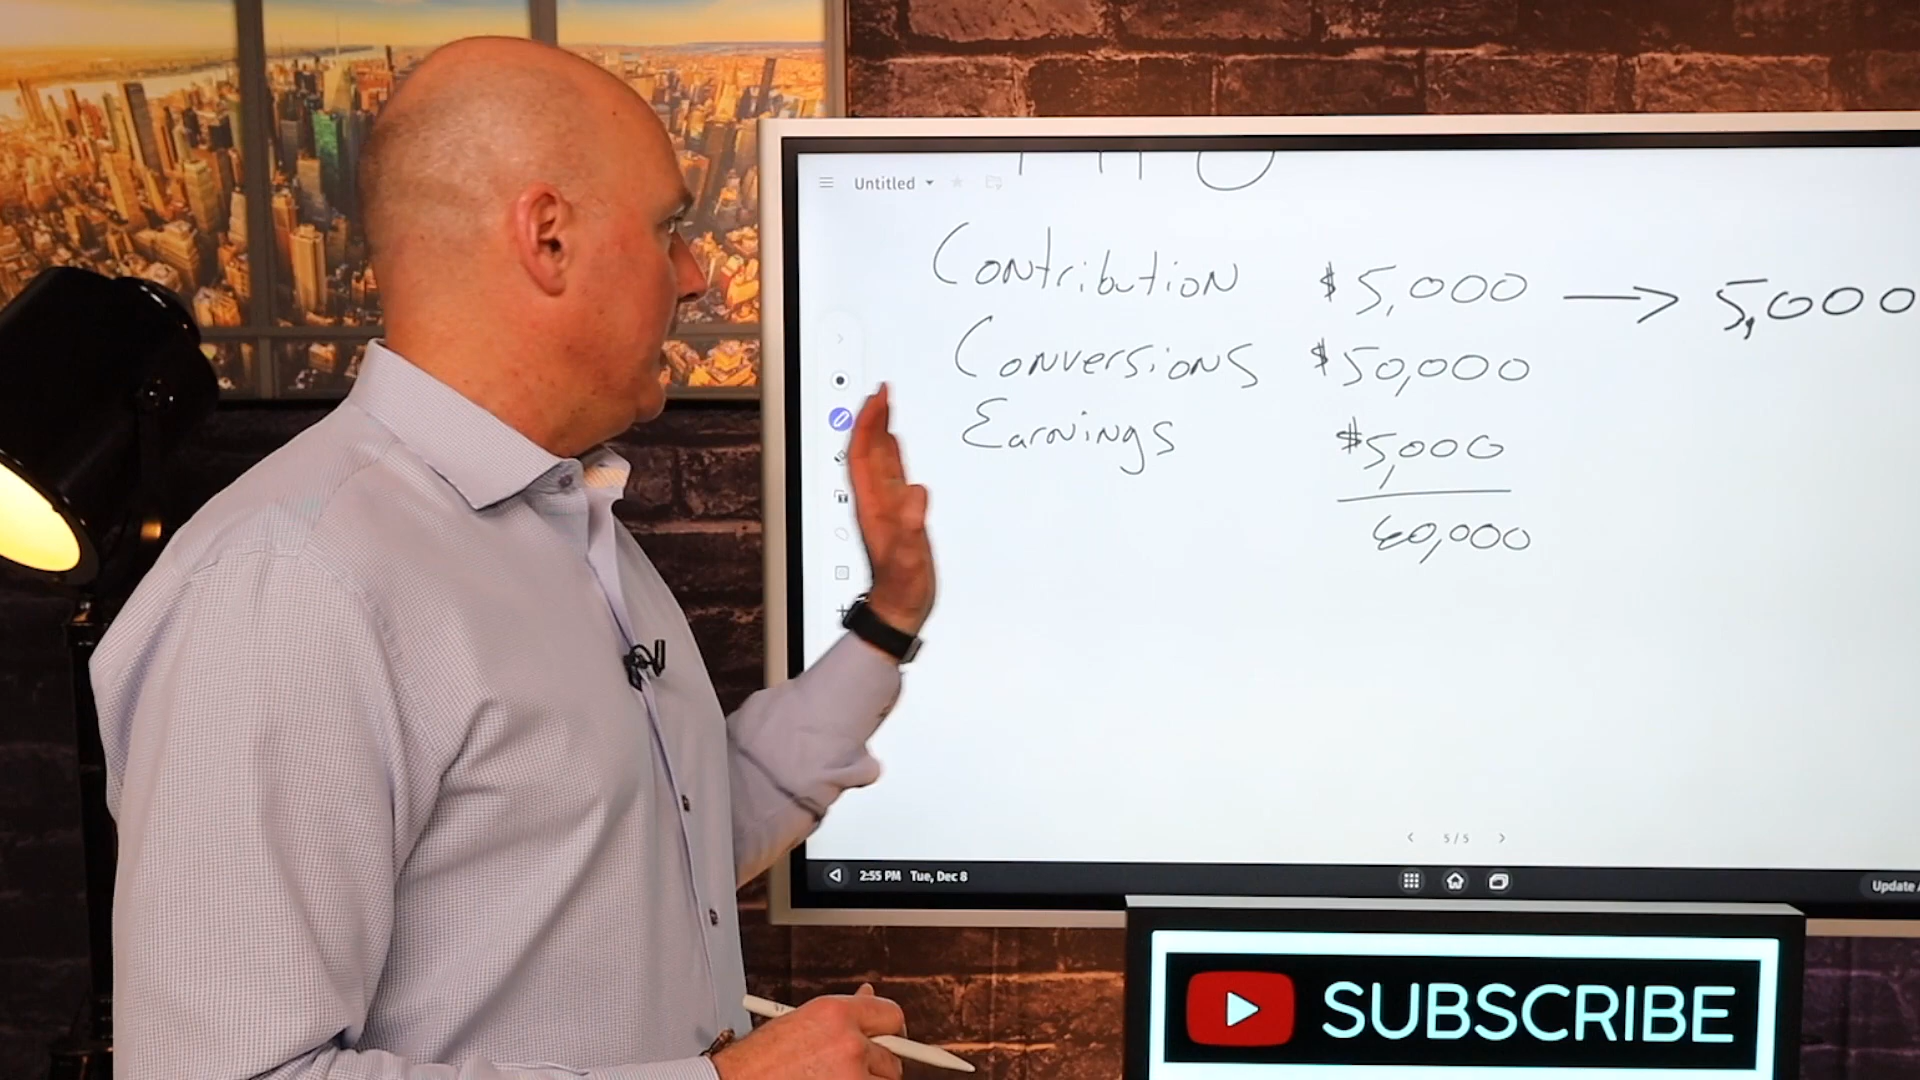 Untitled
Contribution $5,000 → 5,000
Conversions $50,000
Earnings $5,000
60,000
5/5
2:55 PM Tue, Dec 8
Update
SUBSCRIBE